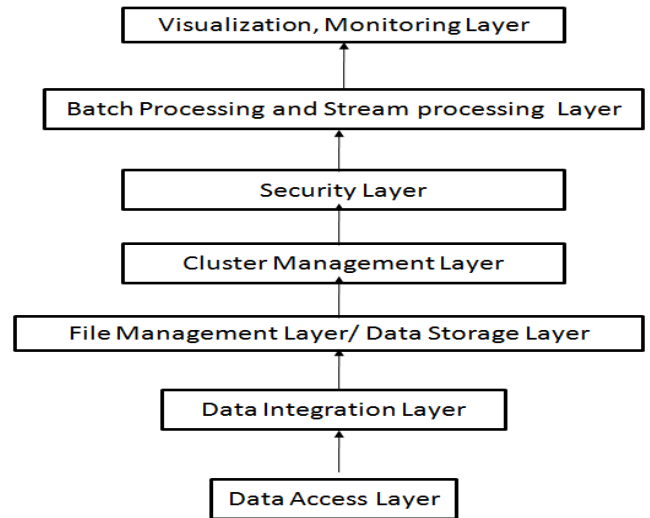 Visualization, Monitoring Layer
Batch Processing and Stream processing Layer
Security Layer
Cluster Management Layer
File Management Layer/ Data Storage Layer
Data Integration Layer
Data Access Layer